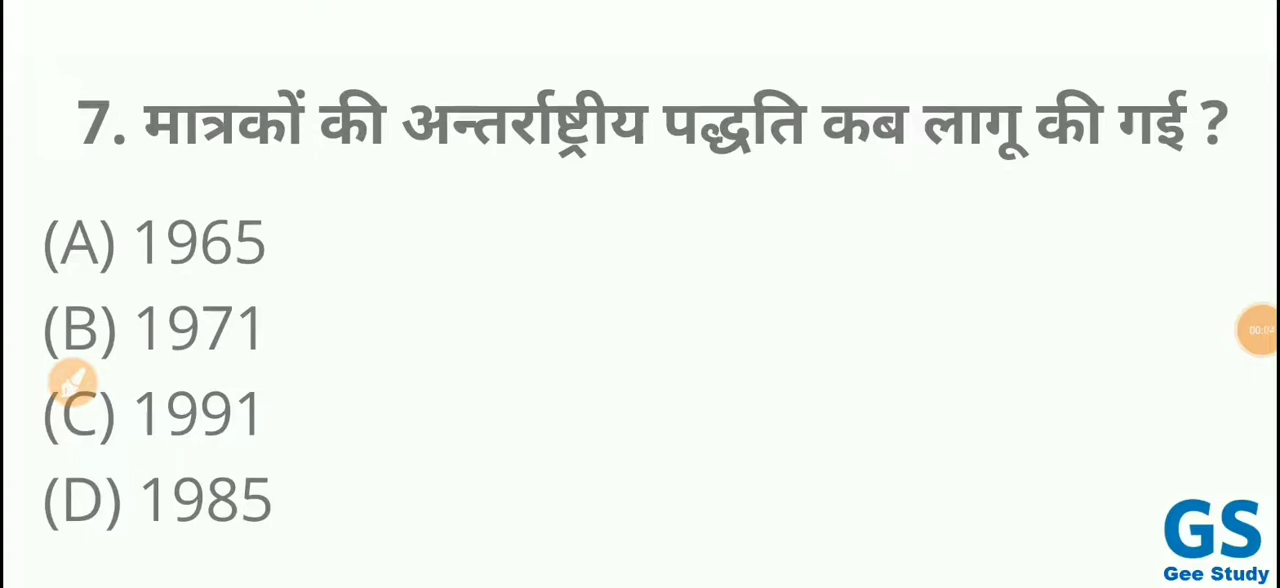 7. मात्रकों की अन्तर्राष्ट्रीय पद्धति कब लागू की गई ?
(A) 1965
(B) 1971
(C) 1991
(D) 1985
GS
Gee Study